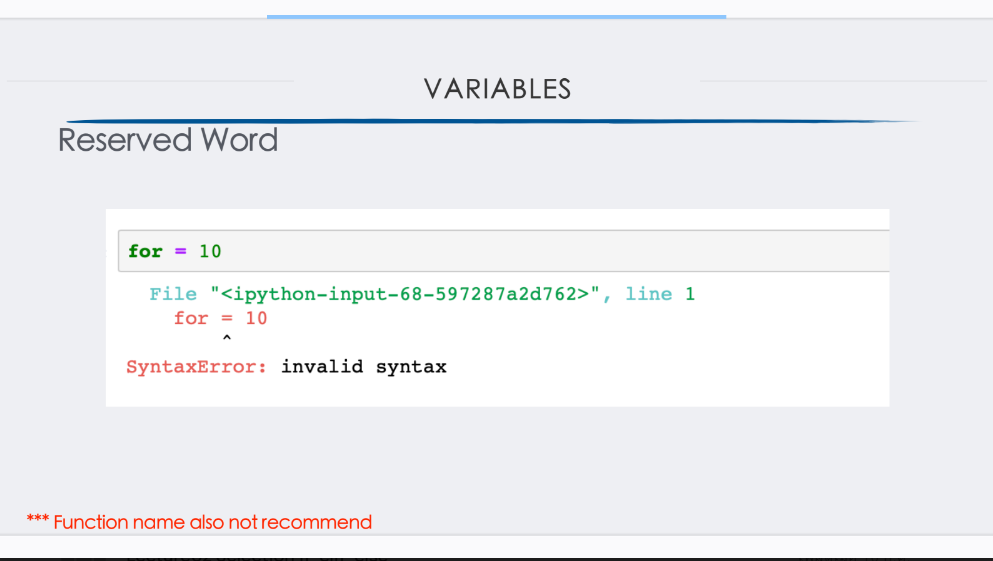 VARIABLES
Reserved Word
for = 10
File "<ipython-input-68-597287a2d762>", line 1
for = 10
^
SyntaxError: invalid syntax
*** Function name also not recommend